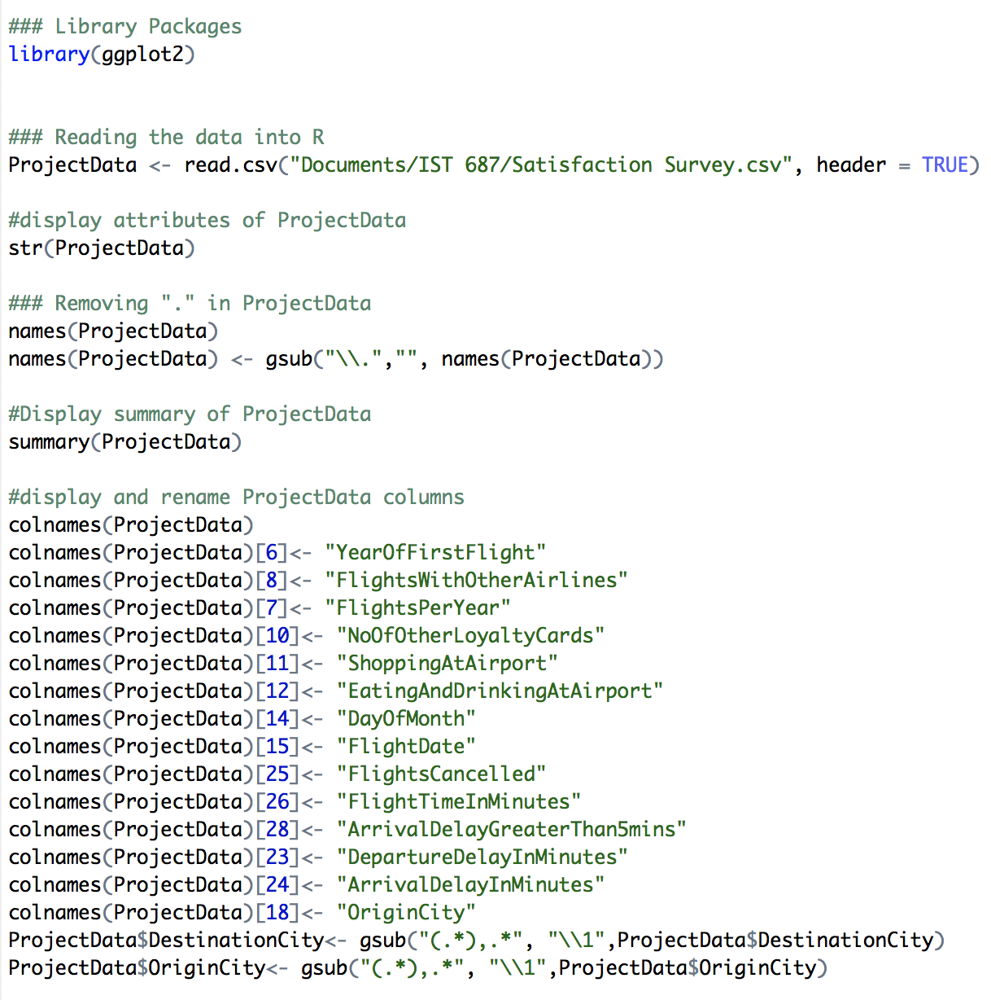 ### Library Packages
library(ggplot2)
### Reading the data into R
ProjectData <- read.csv("Documents/IST 687/Satisfaction Survey.csv", header = TRUE)
#display attributes of ProjectData
str(ProjectData)
### Removing "." in ProjectData
names(ProjectData)
names(ProjectData) <- gsub("\\.","", names(ProjectData))
#Display summary of ProjectData
summary(ProjectData)
#display and rename ProjectData columns
colnames(ProjectData)
colnames(ProjectData)[6]<- "YearOfFirstFlight"
colnames(ProjectData)[8]<- "FlightsWithOtherAirlines"
colnames(ProjectData)[7]<- "FlightsPerYear"
colnames(ProjectData)[10]<- "NoOfOtherLoyaltyCards"
colnames(ProjectData)[11]<- "ShoppingAtAirport"
colnames(ProjectData)[12]<- "EatingAndDrinkingAtAirport"
colnames(ProjectData)[14]<- "DayOfMonth"
colnames(ProjectData)[15]<- "FlightDate"
colnames(ProjectData)[25]<- "FlightsCancelled"
colnames(ProjectData)[26]<- "FlightTimeInMinutes"
colnames(ProjectData)[28]<- "ArrivalDelayGreaterThan5mins"
colnames(ProjectData)[23]<- "DepartureDelayInMinutes"
colnames(ProjectData)[24]<- "ArrivalDelayInMinutes"
colnames(ProjectData)[18]<- "OriginCity"
ProjectData$DestinationCity<- gsub("(.*),.*", "\\1",ProjectData$DestinationCity)
ProjectData$OriginCity<- gsub("(.*),.*", "\\1",ProjectData$OriginCity)